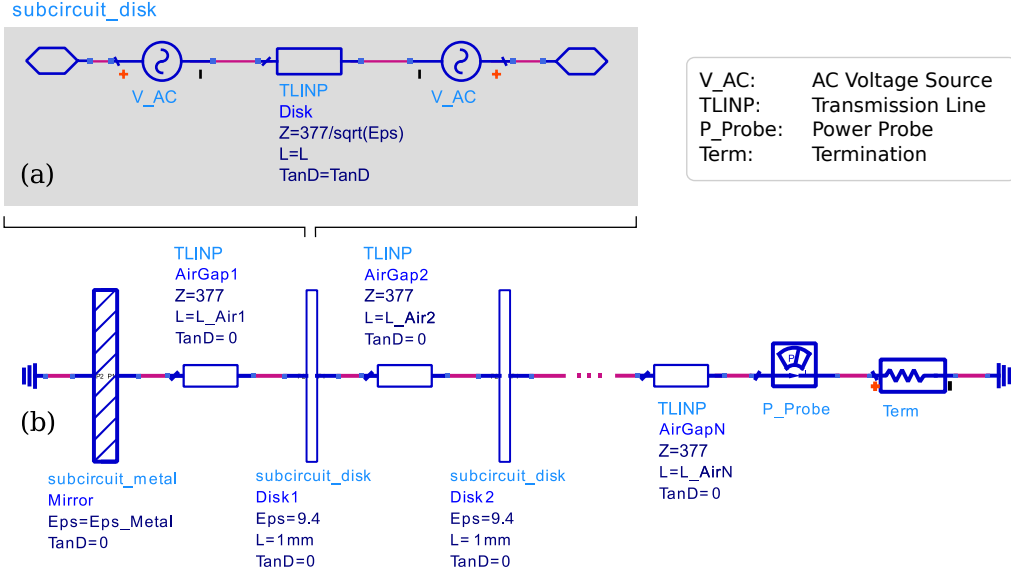 subcircuit_disk
V_AC
V_AC
TLINP
Disk
Z=377/sqrt(Eps)
L=L
TanD=TanD
(a)
V_AC: AC Voltage Source
TLINP: Transmission Line
P_Probe: Power Probe
Term: Termination
TLINP
AirGap1
Z=377
L=L_Air1
TanD=0
TLINP
AirGap2
Z=377
L=L_Air2
TanD=0
P2 P1
(b)
subcircuit_metal
Mirror
Eps=Eps_Metal
TanD=0
subcircuit_disk
Disk1
Eps=9.4
L=1mm
TanD=0
subcircuit_disk
Disk2
Eps=9.4
L=1mm
TanD=0
TLINP
AirGapN
Z=377
L=L_AirN
TanD=0
P
P_Probe
Term